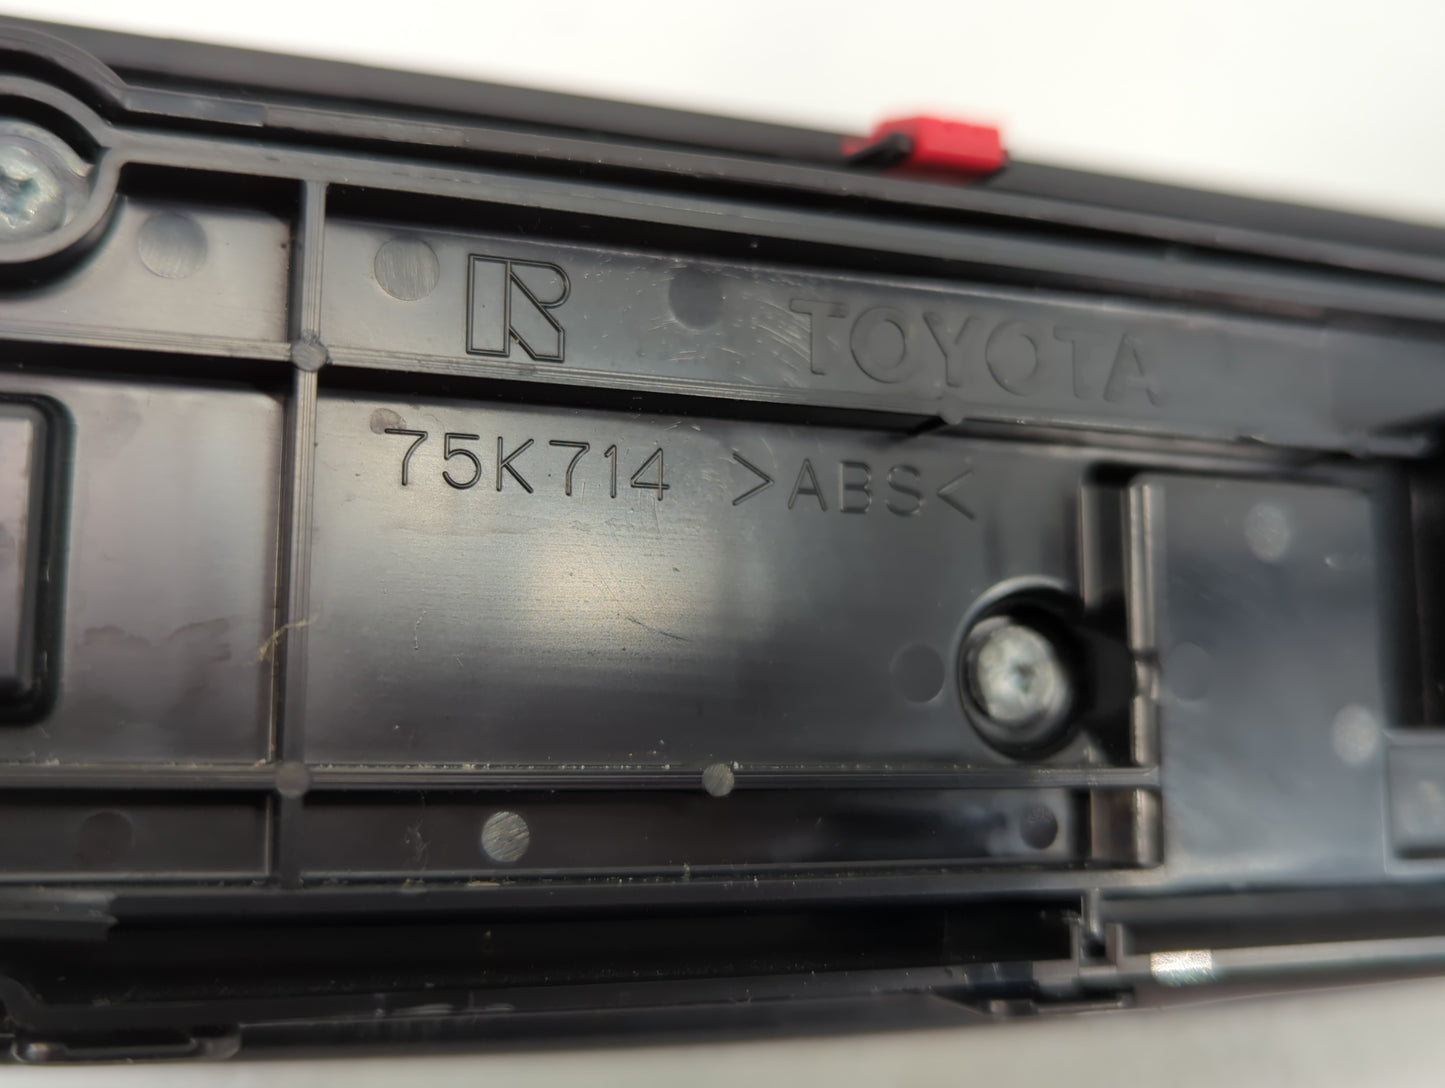 R TOYOTA
75K714 >ABS<